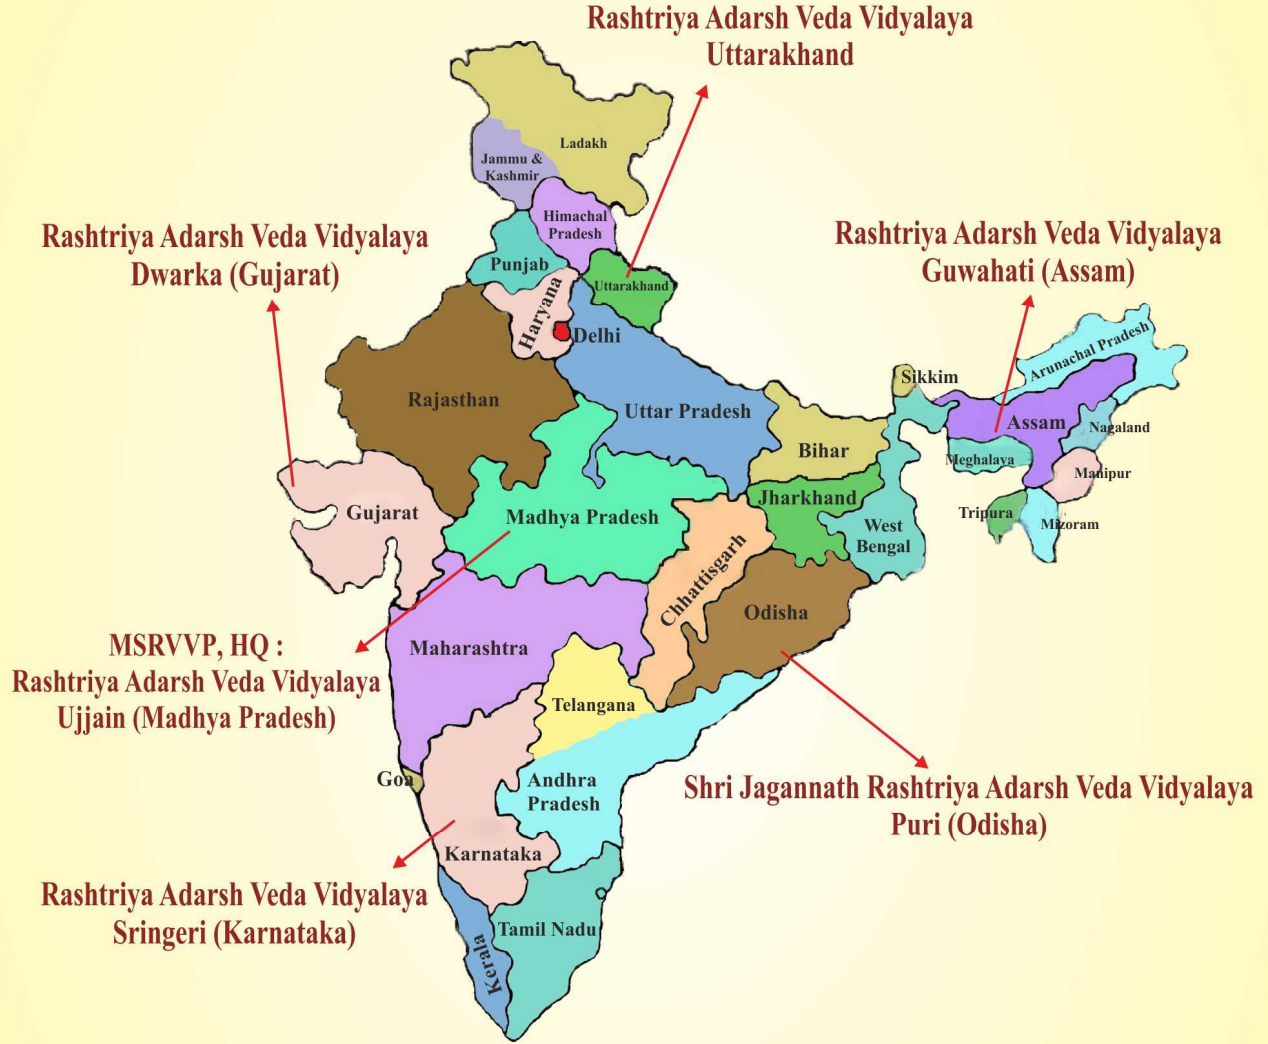 Rashtriya Adarsh Veda Vidyalaya
Uttarakhand
Ladakh
Jammu &
Kashmir
Himachal
Pradesh
Rashtriya Adarsh Veda Vidyalaya
Dwarka (Gujarat)
Rashtriya Adarsh Veda Vidyalaya
Guwahati (Assam)
Punjab
Uttarakhand
Haryana
Delhi
Arunachal Pradesh
Sikkim
Rajasthan
Uttar Pradesh
Assam
Nagaland
Bihar
Meghalaya
Manipur
Jharkhand
Gujarat
Madhya Pradesh
Tripura
Mizoram
West
Bengal
Chhattisgarh
Odisha
MSRVVP, HQ :
Rashtriya Adarsh Veda Vidyalaya
Ujjain (Madhya Pradesh)
Maharashtra
Telangana
Goa
Andhra
Pradesh
Shri Jagannath Rashtriya Adarsh Veda Vidyalaya
Puri (Odisha)
Karnataka
Rashtriya Adarsh Veda Vidyalaya
Sringeri (Karnataka)
Tamil Nadu
Kerala